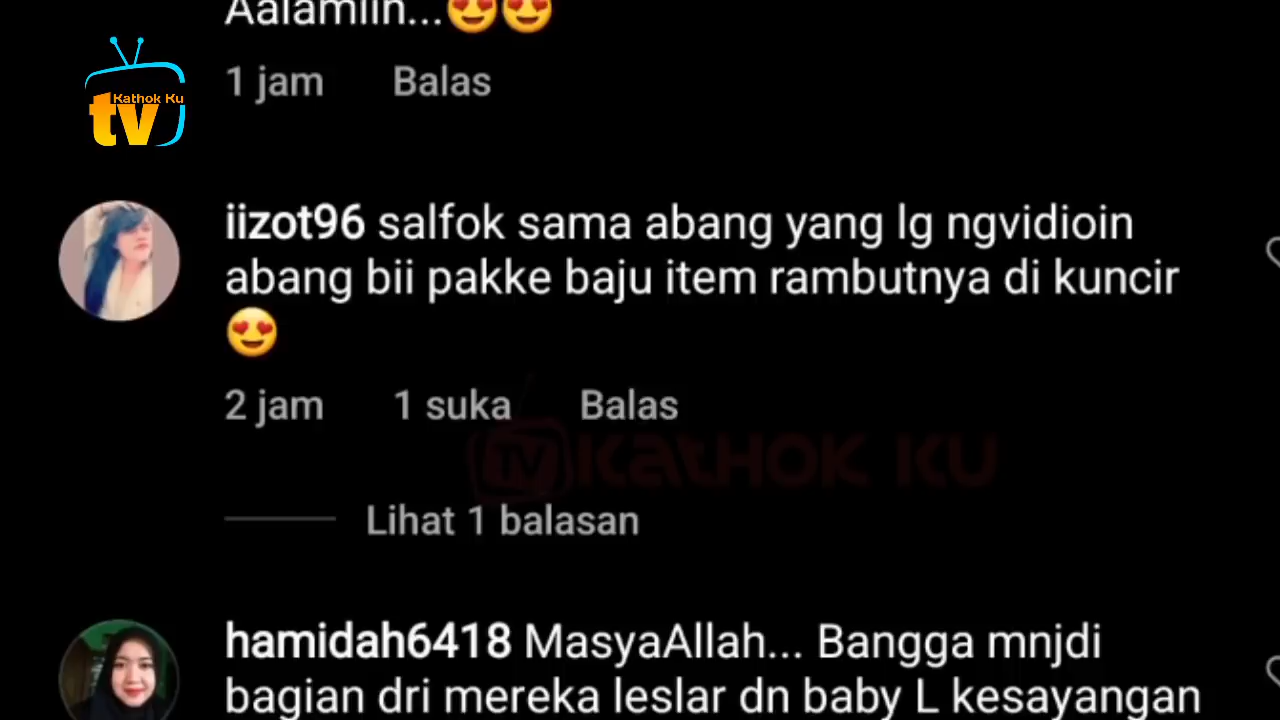 Aalamiin...😍😍
1 jam Balas
Kathok Ku
tv
iizot96 salfok sama abang yang lg ngvidioin
abang bii pakke baju item rambutnya di kuncir
😍
2 jam 1 suka Balas
TV KATHOK KU
Lihat 1 balasan
hamidah6418 MasyaAllah... Bangga mnjdi
bagian dri mereka leslar dn baby L kesayangan